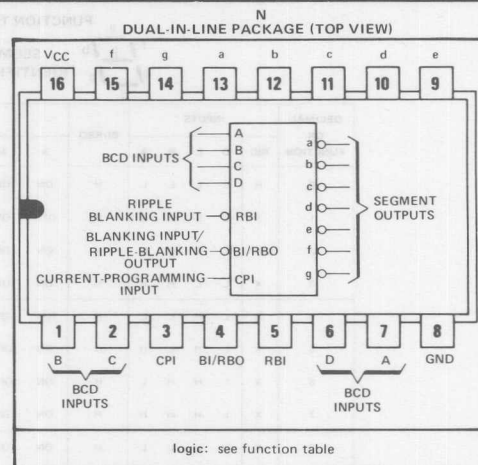 N
DUAL-IN-LINE PACKAGE (TOP VIEW)
VCC f g a b c d e
16 15 14 13 12 11 10 9
BCD INPUTS
A
B
C
D
RIPPLE
BLANKING INPUT
RBI
BLANKING INPUT/
RIPPLE-BLANKING
OUTPUT
BI/RBO
CURRENT-PROGRAMMING
INPUT
CPI
a
b
c
d
e
f
g
SEGMENT
OUTPUTS
1 2 3 4 5 6 7 8
B C CPI BI/RBO RBI D A GND
BCD
INPUTS
BCD
INPUTS
logic: see function table